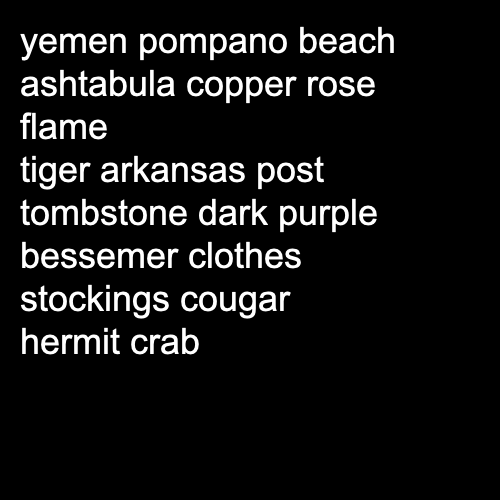 yemen pompano beach
ashtabula copper rose
flame
tiger arkansas post
tombstone dark purple
bessemer clothes
stockings cougar
hermit crab